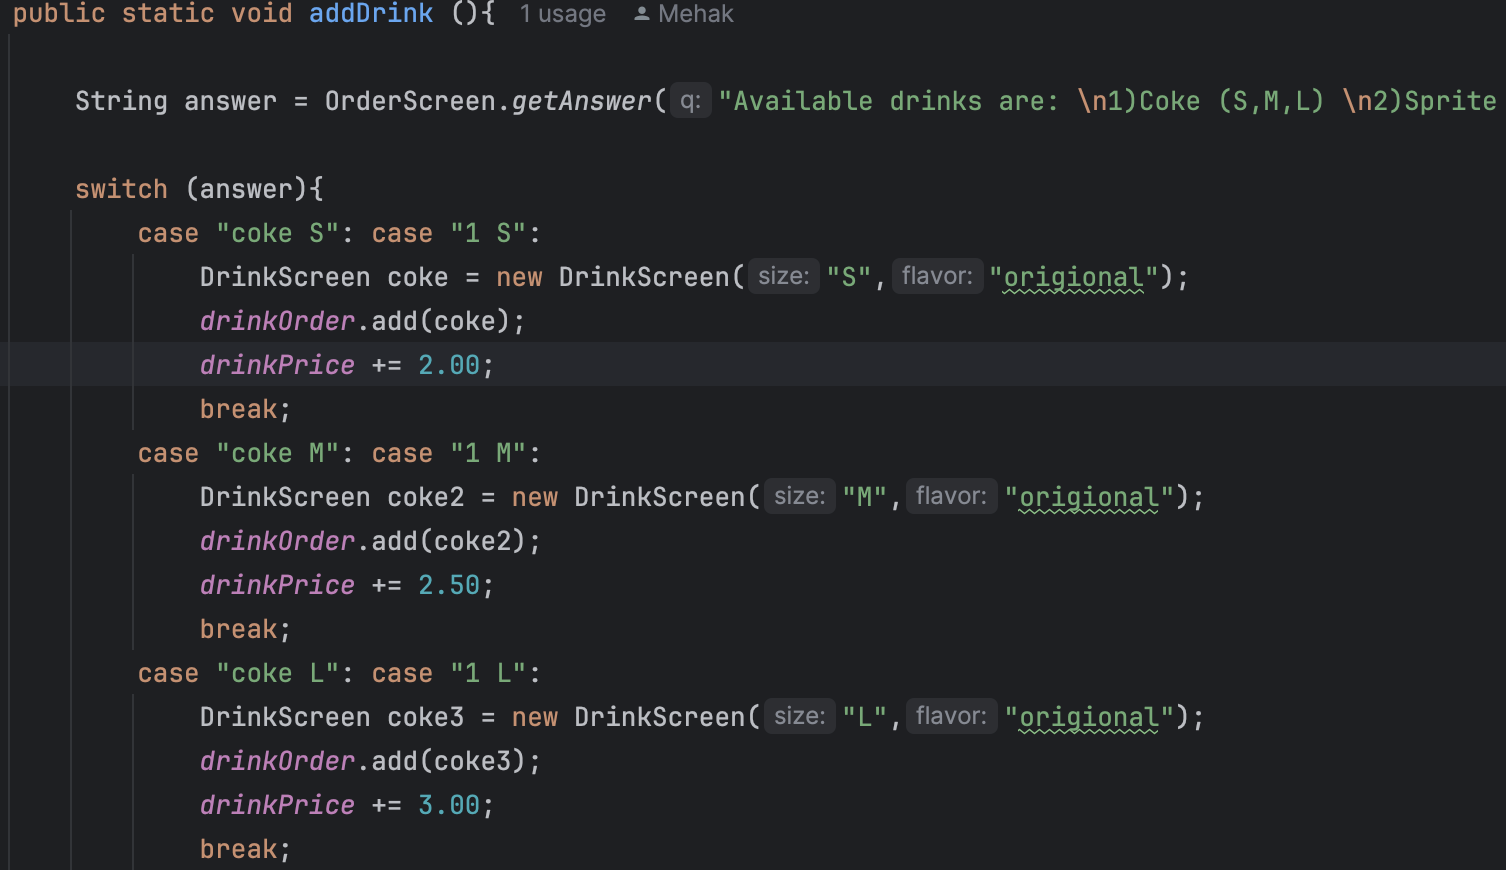 public static void addDrink (){ 1 usage Mehak
String answer = OrderScreen.getAnswer( q: "Available drinks are: \n1)Coke (S,M,L) \n2)Sprite
switch (answer){
case "coke S": case "1 S":
DrinkScreen coke = new DrinkScreen( size: "S", flavor: "origional");
drinkOrder.add(coke);
drinkPrice += 2.00;
break;
case "coke M": case "1 M":
DrinkScreen coke2 = new DrinkScreen( size: "M", flavor: "origional");
drinkOrder.add(coke2);
drinkPrice += 2.50;
break;
case "coke L": case "1 L":
DrinkScreen coke3 = new DrinkScreen( size: "L", flavor: "origional");
drinkOrder.add(coke3);
drinkPrice += 3.00;
break;